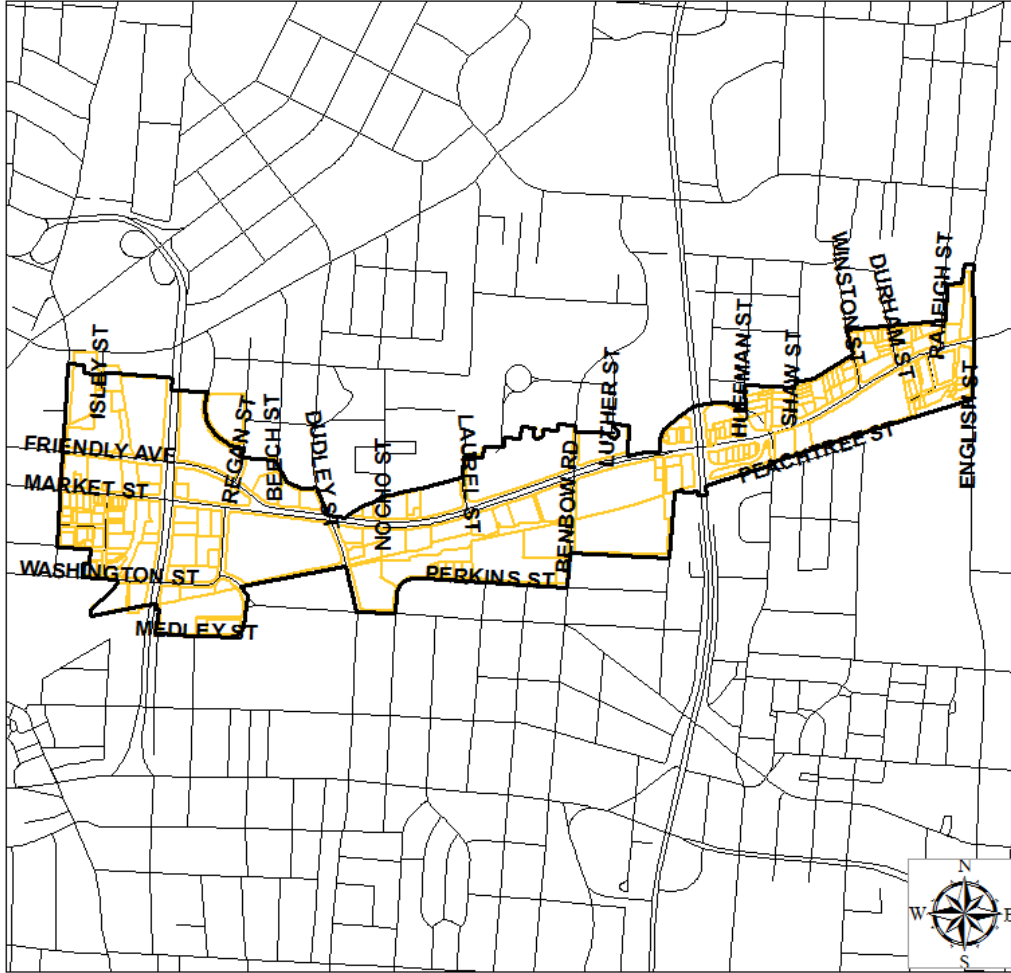 WINSTON ST
DURHAM ST
RALEIGH ST
HUFFMAN ST
SHAW ST
ISLEY ST
LUTHER ST
ENGLISH ST
REGAN ST
BEECH ST
DUDLEY ST
LAUREL ST
NOCHO ST
BENBOW RD
FRIENDLY AVE
PEACHTREE ST
MARKET ST
WASHINGTON ST
PERKINS ST
MEDLEY ST
N
W
E
S